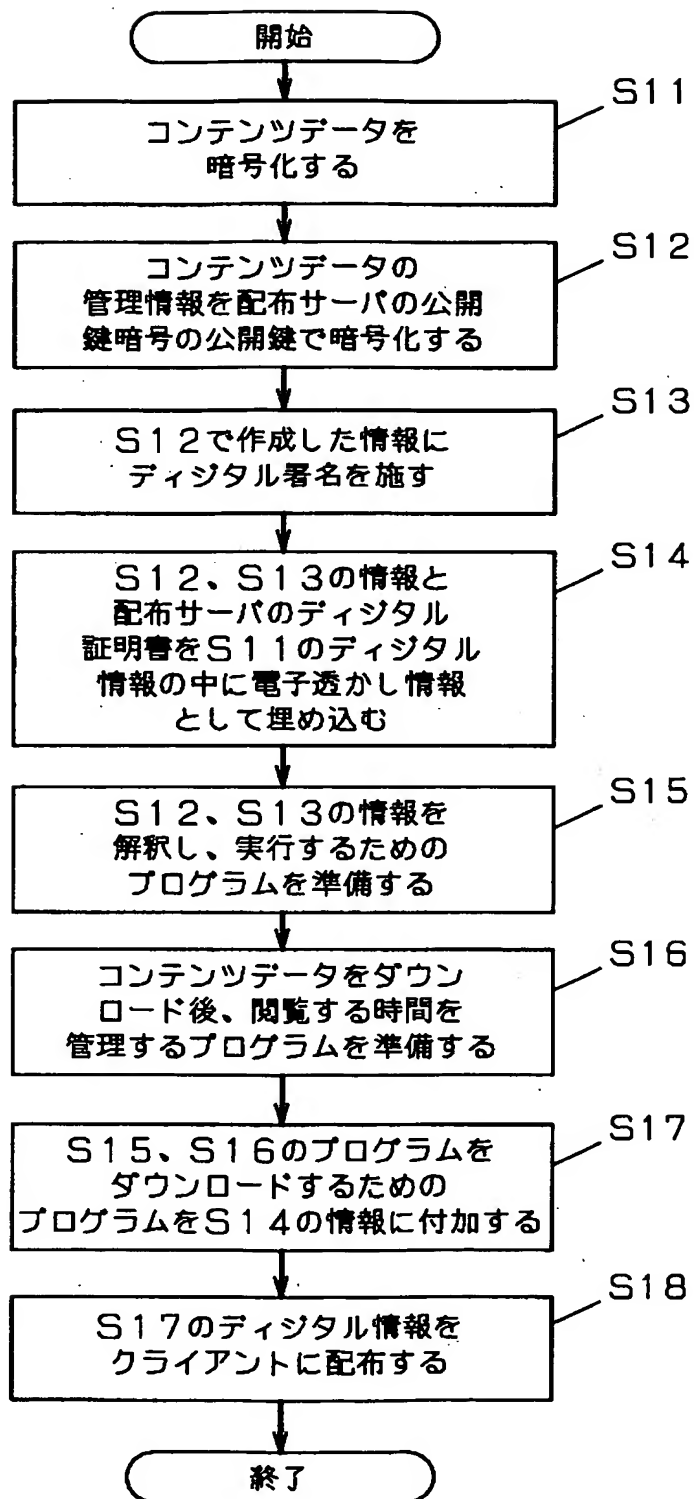 開始
S11
コンテンツデータを
暗号化する
S12
コンテンツデータの
管理情報を配布サーバの公開
鍵暗号の公開鍵で暗号化する
S13
S12で作成した情報に
ディジタル署名を施す
S14
S12、S13の情報と
配布サーバのディジタル
証明書をS11のディジタル
情報の中に電子透かし情報
として埋め込む
S15
S12、S13の情報を
解釈し、実行するための
プログラムを準備する
S16
コンテンツデータをダウン
ロード後、閲覧する時間を
管理するプログラムを準備する
S17
S15、S16のプログラムを
ダウンロードするための
プログラムをS14の情報に付加する
S18
S17のディジタル情報を
クライアントに配布する
終了